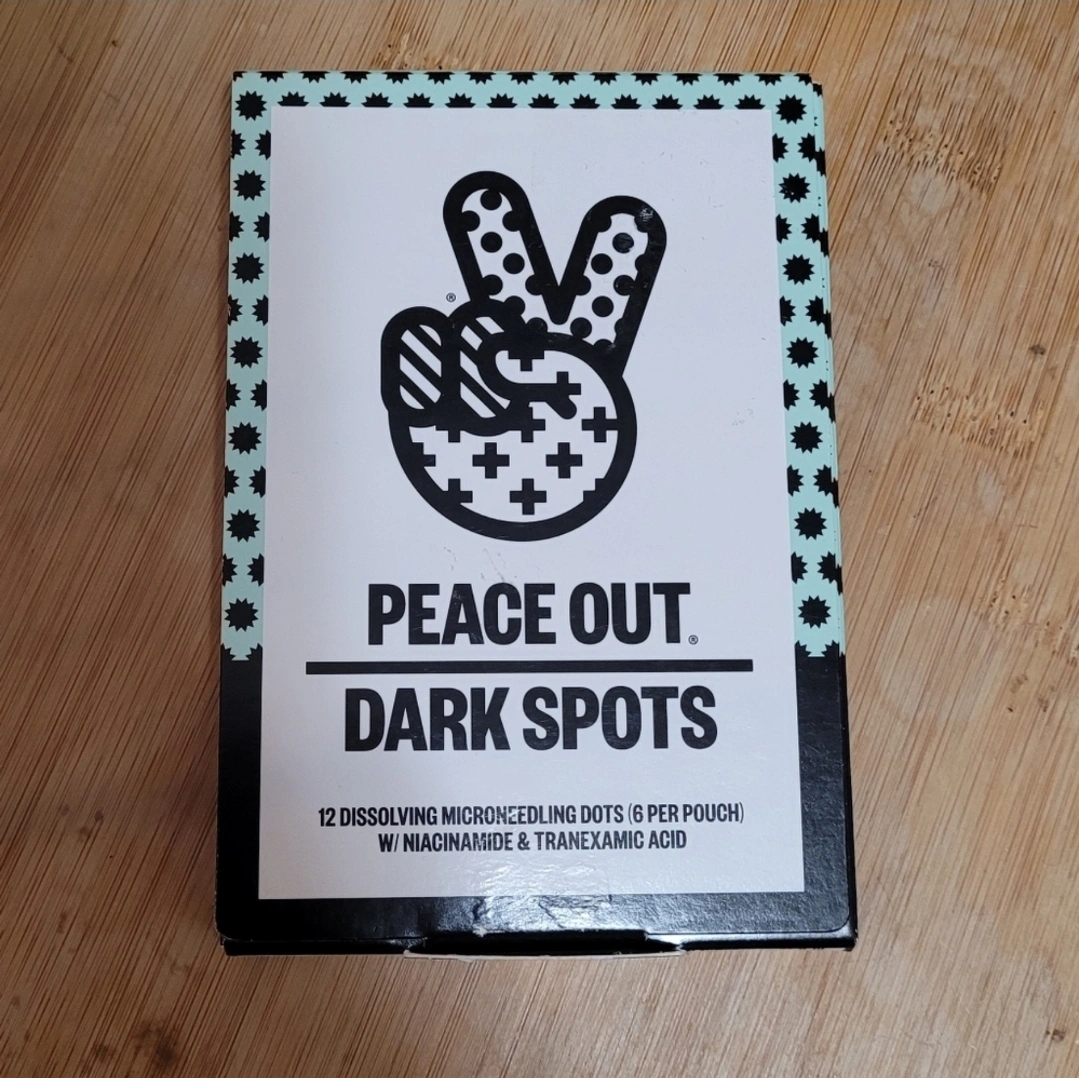 ®
PEACE OUT®
DARK SPOTS
12 DISSOLVING MICRONEEDLING DOTS (6 PER POUCH)
W/ NIACINAMIDE & TRANEXAMIC ACID